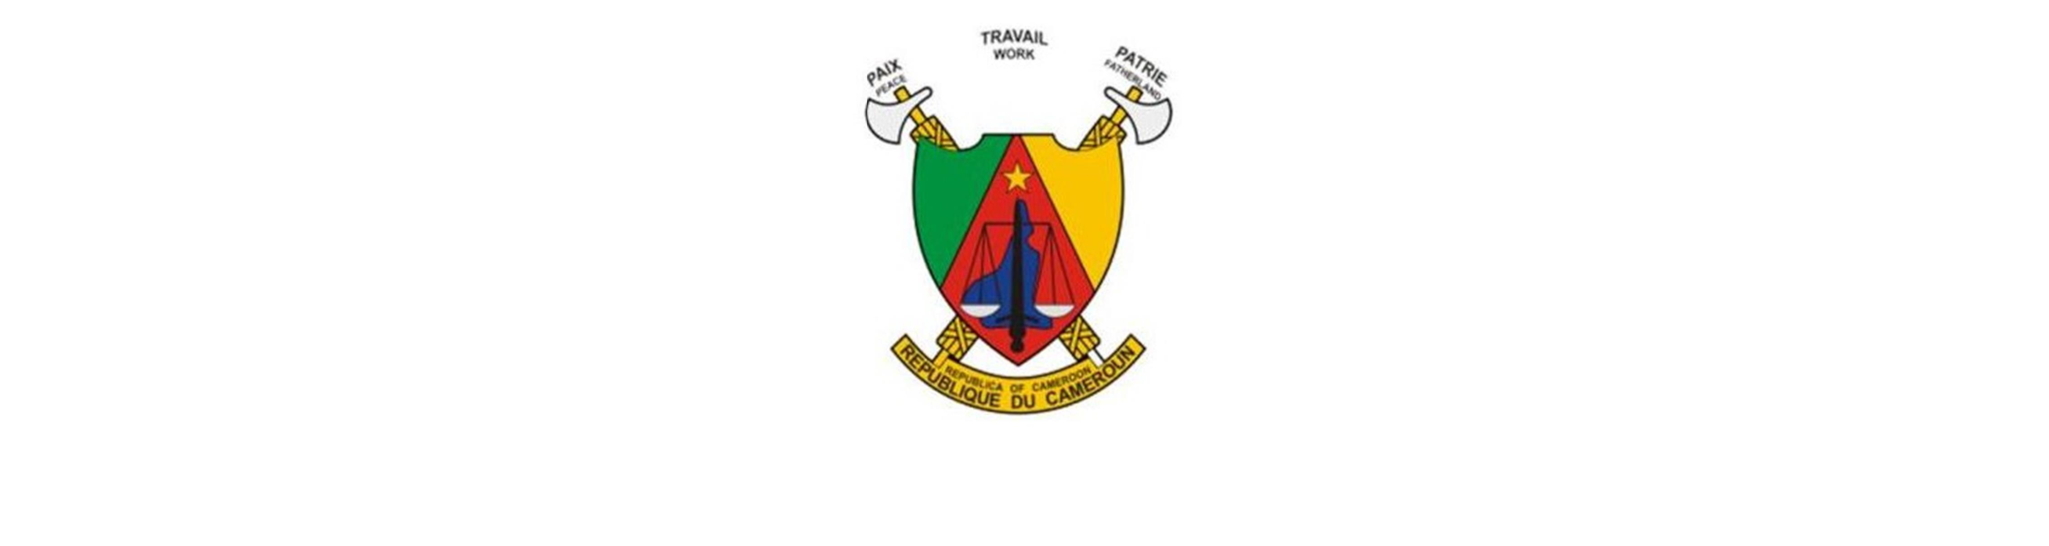 TRAVAIL
WORK
PAIX
PEACE
PATRIE
FATHERLAND
REPUBLICA OF CAMEROON
REPUBLIQUE DU CAMEROUN